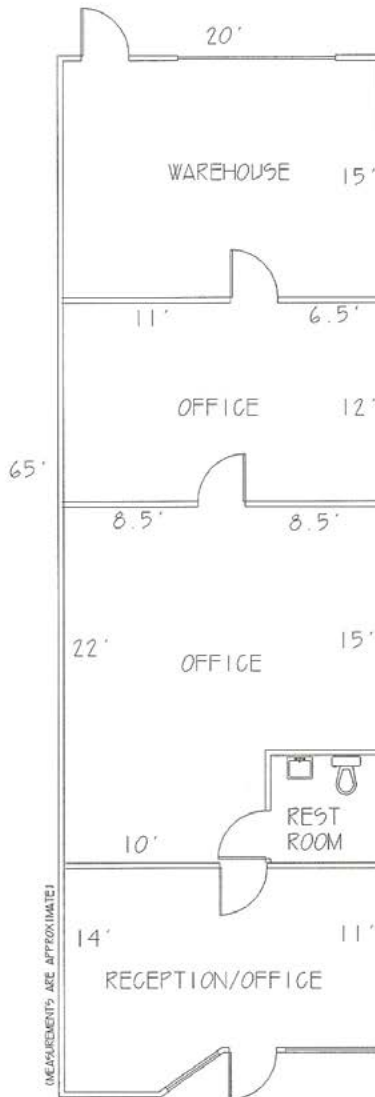 20'
WAREHOUSE
15'
11'
6.5'
OFFICE
12'
65'
8.5'
8.5'
22'
OFFICE
15'
REST
ROOM
10'
14'
11'
RECEPTION/OFFICE
(MEASUREMENTS ARE APPROXIMATE)